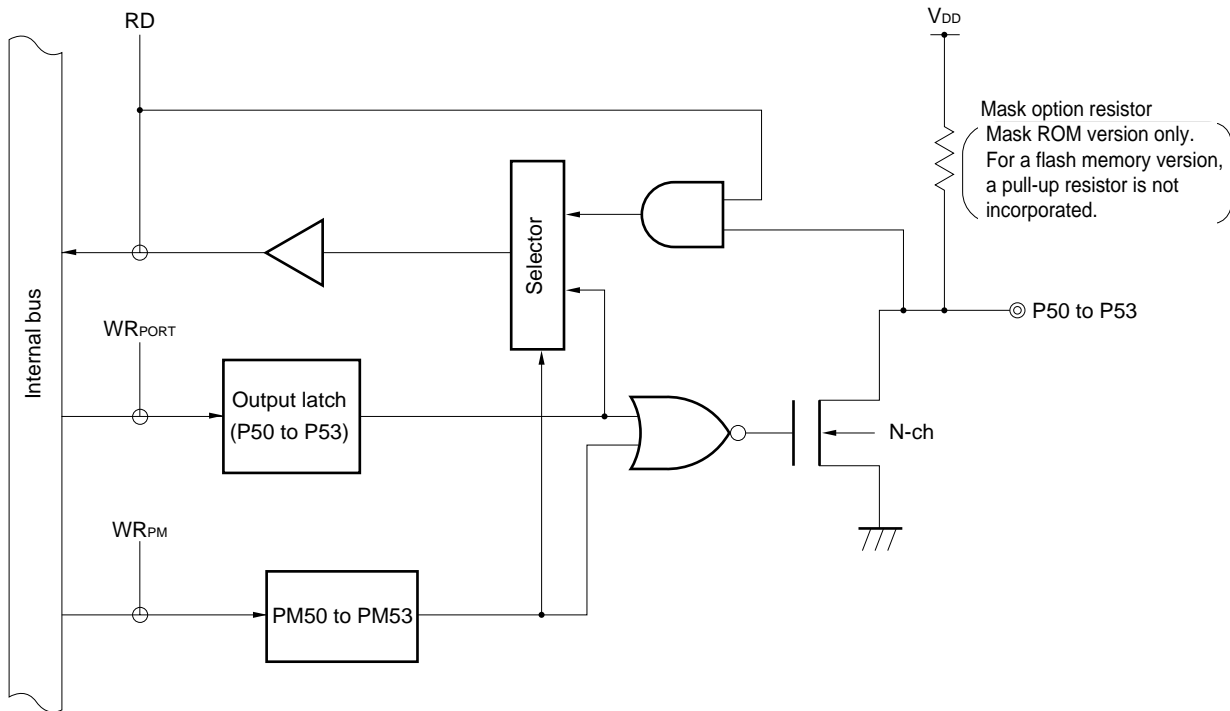 RD
VDD
Mask option resistor
Mask ROM version only.
For a flash memory version,
a pull-up resistor is not
incorporated.
Selector
Internal bus
P50 to P53
WRPORT
Output latch
(P50 to P53)
N-ch
WRPM
PM50 to PM53